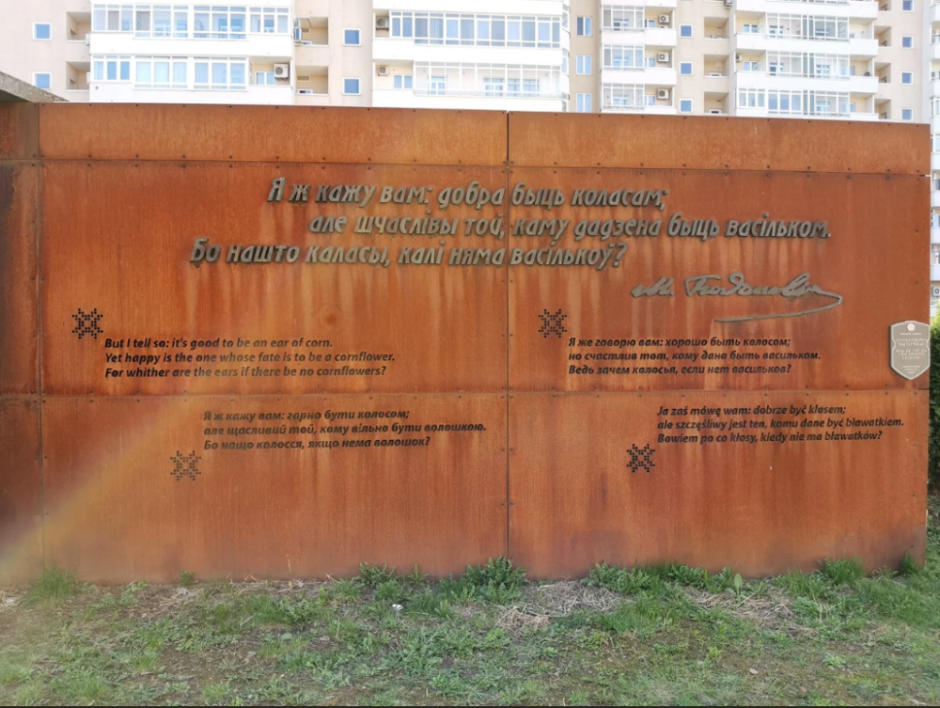 Я ж кажу вам: добра быць коласам;
але шчаслівы той, каму дадзена быць васільком.
Бо нашто каласы, калі няма васількоў?
М. Багдановіч
But I tell so: it's good to be an ear of corn.
Yet happy is the one whose fate is to be a cornflower.
For whither are the ears if there be no cornflowers?
Я же говорю вам: хорошо быть колосом;
но счастлив тот, кому дано быть васильком.
Ведь зачем колосья, если нет васильков?
Я ж кажу вам: гарно бути колосом;
але щасливий той, кому вільно бути волошкою.
Бо нащо колосся, якщо нема волошок?
Ja zaś mówę wam: dobrze być kłosem;
ale szczęśliwy jest ten, komu dane być bławatkiem.
Bowiem po co kłosy, kiedy nie ma bławatków?